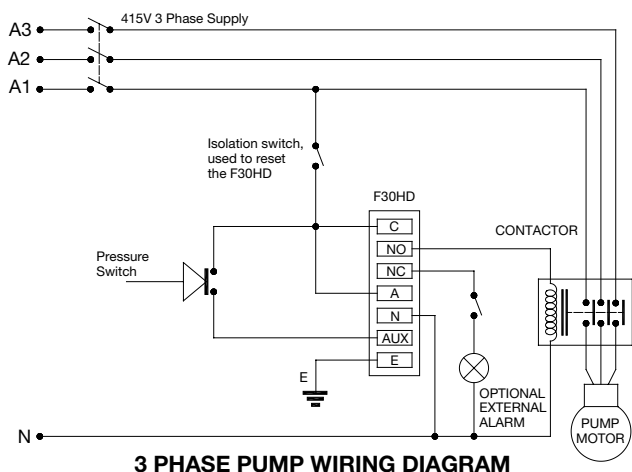 A3
415V 3 Phase Supply
A2
A1
Isolation switch,
used to reset
the F30HD
F30HD
C
NO
CONTACTOR
NC
Pressure
Switch
A
N
AUX
E
E
OPTIONAL
EXTERNAL
ALARM
PUMP
MOTOR
N
3 PHASE PUMP WIRING DIAGRAM